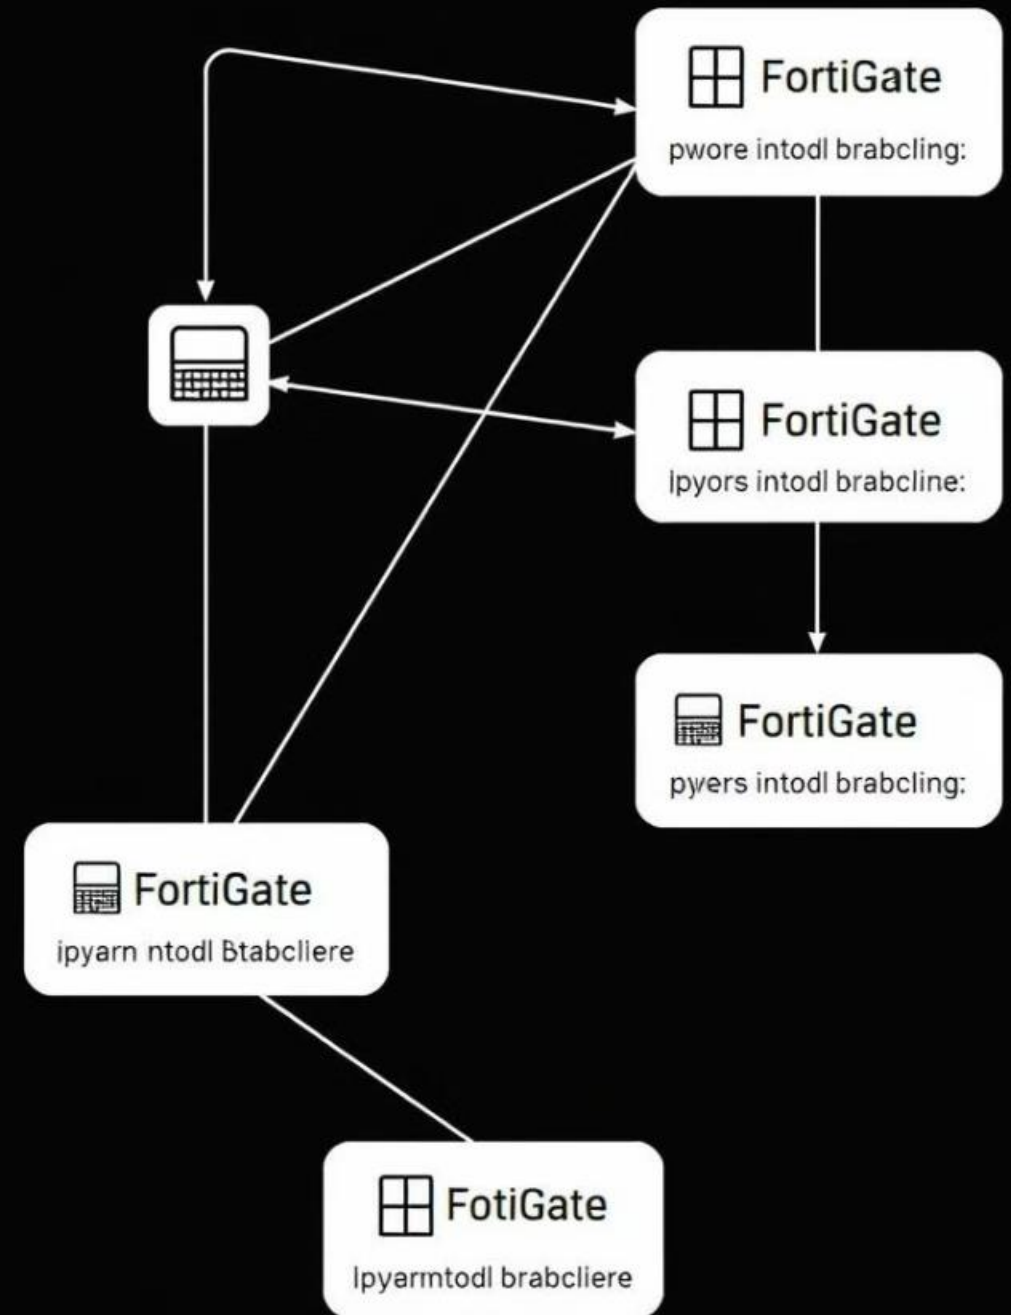 FortiGate
pwore intodl brabcling:
FortiGate
lpyors intodl brabcline:
FortiGate
pyers intodl brabcling:
FortiGate
ipyarn ntodl Btabcliere
FotiGate
lpyarmtodl brabcliere